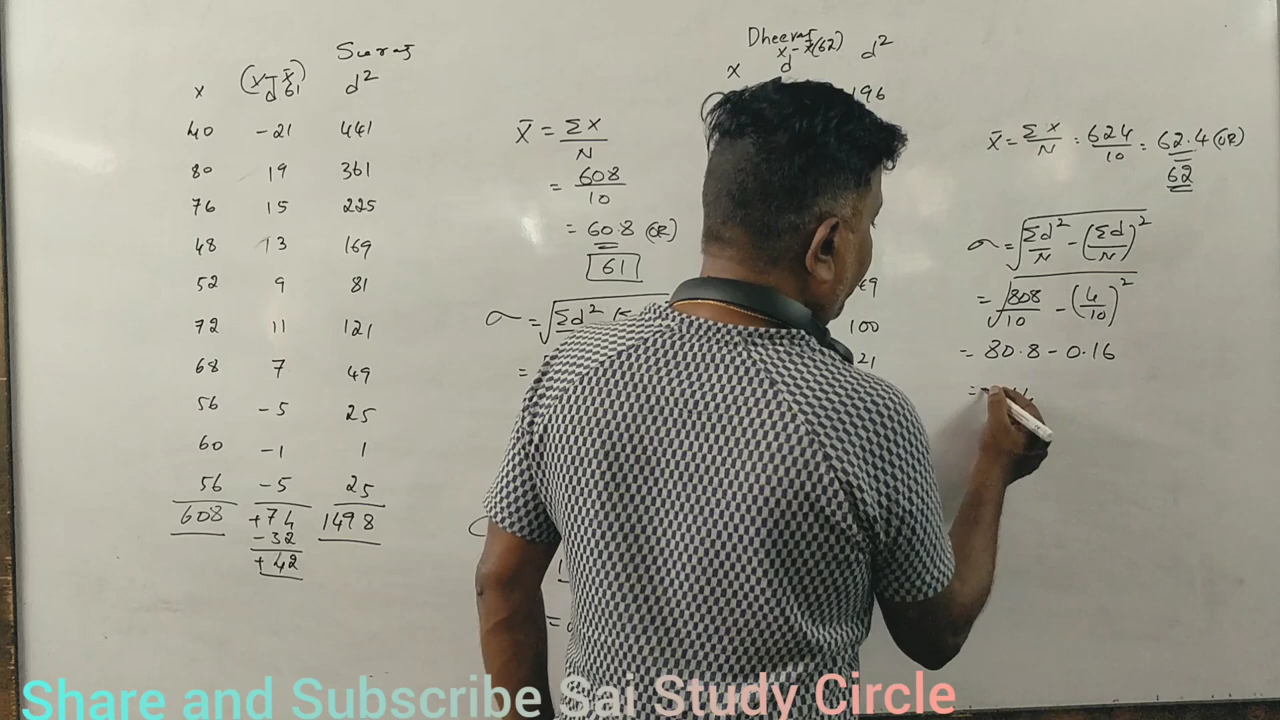 Suraj
x (x - x̄) d 61 d²
40 -21 441
80 19 361
76 15 225
48 13 169
52 9 81
72 11 121
68 7 49
56 -5 25
60 -1 1
56 -5 25
608 +74 1498
-32
+42
X̄ = ΣX/N
= 608/10
= 60.8 (OR)
61
σ = √Σd²
=
=
Dheeraj
x x - x̄(62) d d²
196
49
100
121
x̄ = Σx/N = 624/10 = 62.4 (OR)
62
σ = √Σd²/N - (Σd/N)²
= √808/10 - (4/10)²
= 80.8 - 0.16
=
Share and Subscribe Sai Study Circle